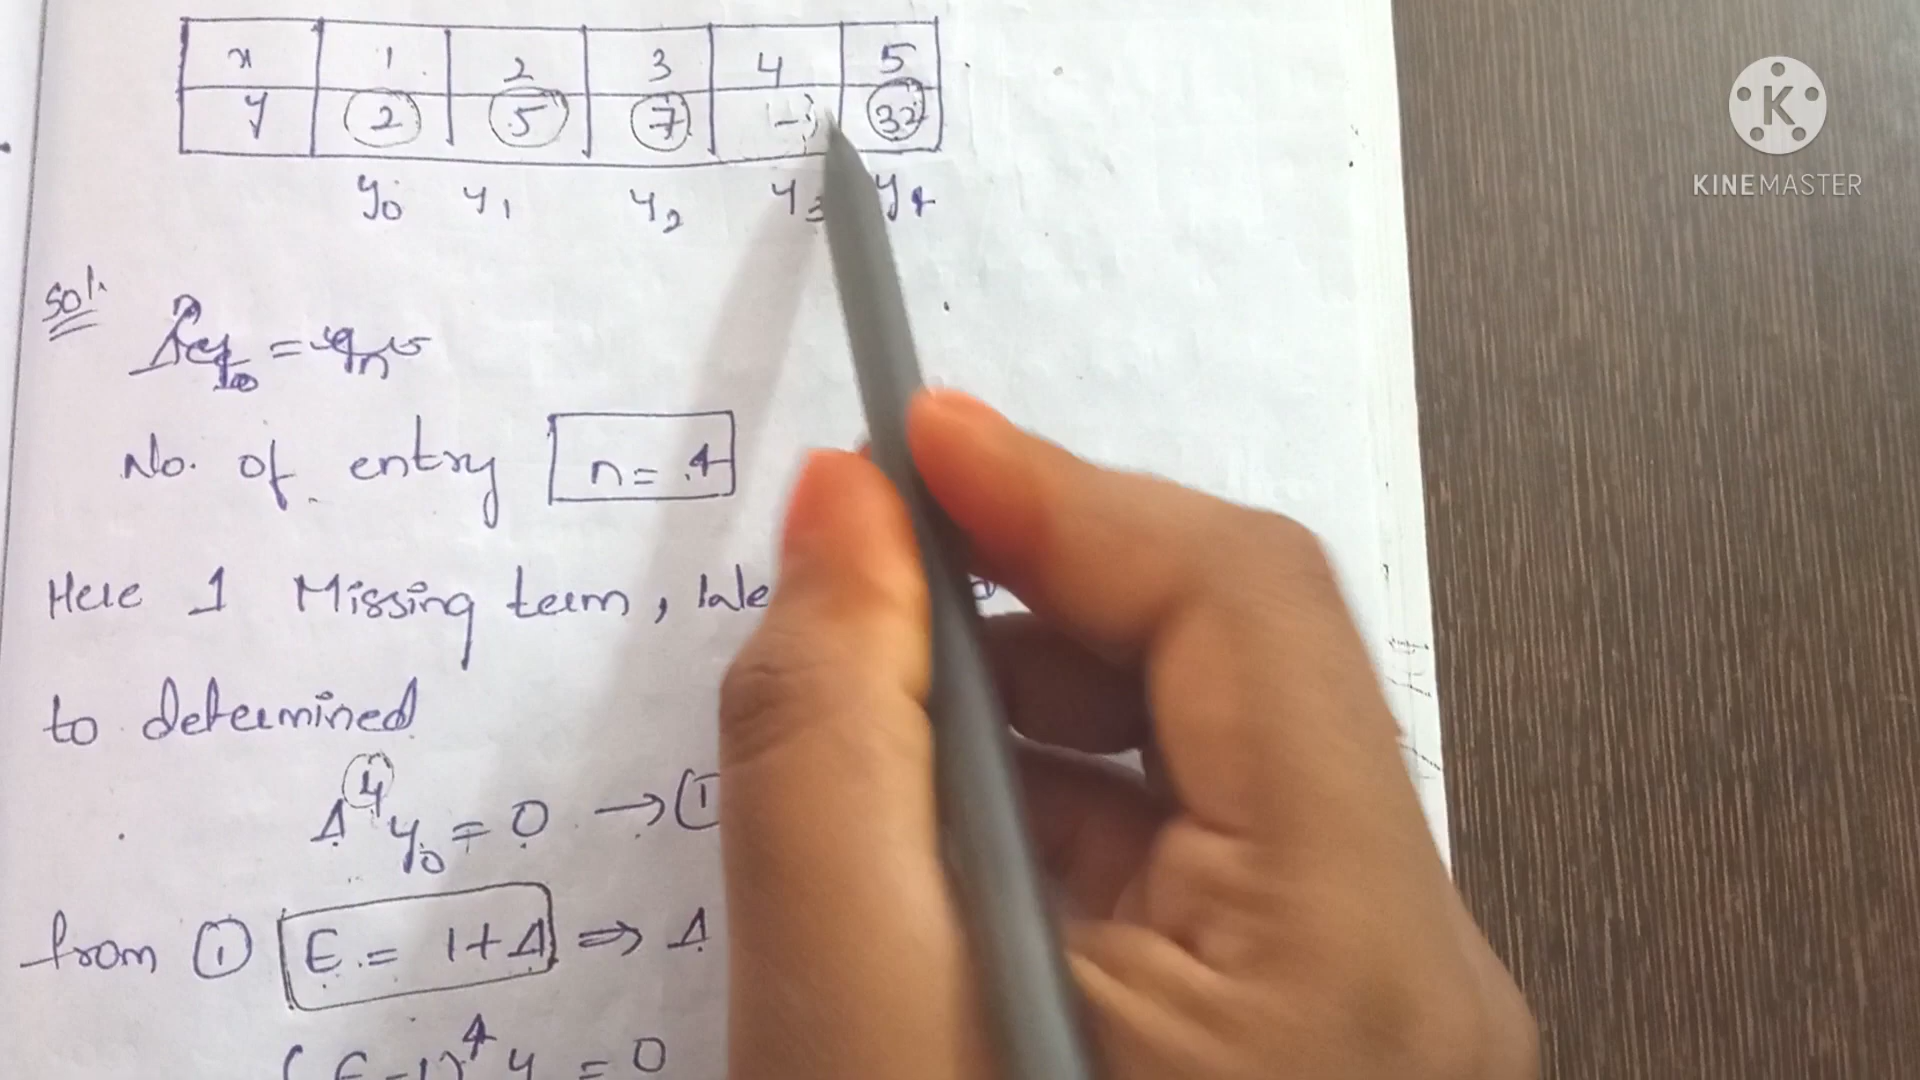 x 1 2 3 4 5
y 2 5 7 - 32
y0 y1 y2 y3 y4
Sol:
No. of entry n = 4
Here 1 Missing term,
to determined
Δ^4 y0 = 0 → ①
from ① E = 1+Δ ⇒ Δ
(E-1)^4 y = 0
KINEMASTER